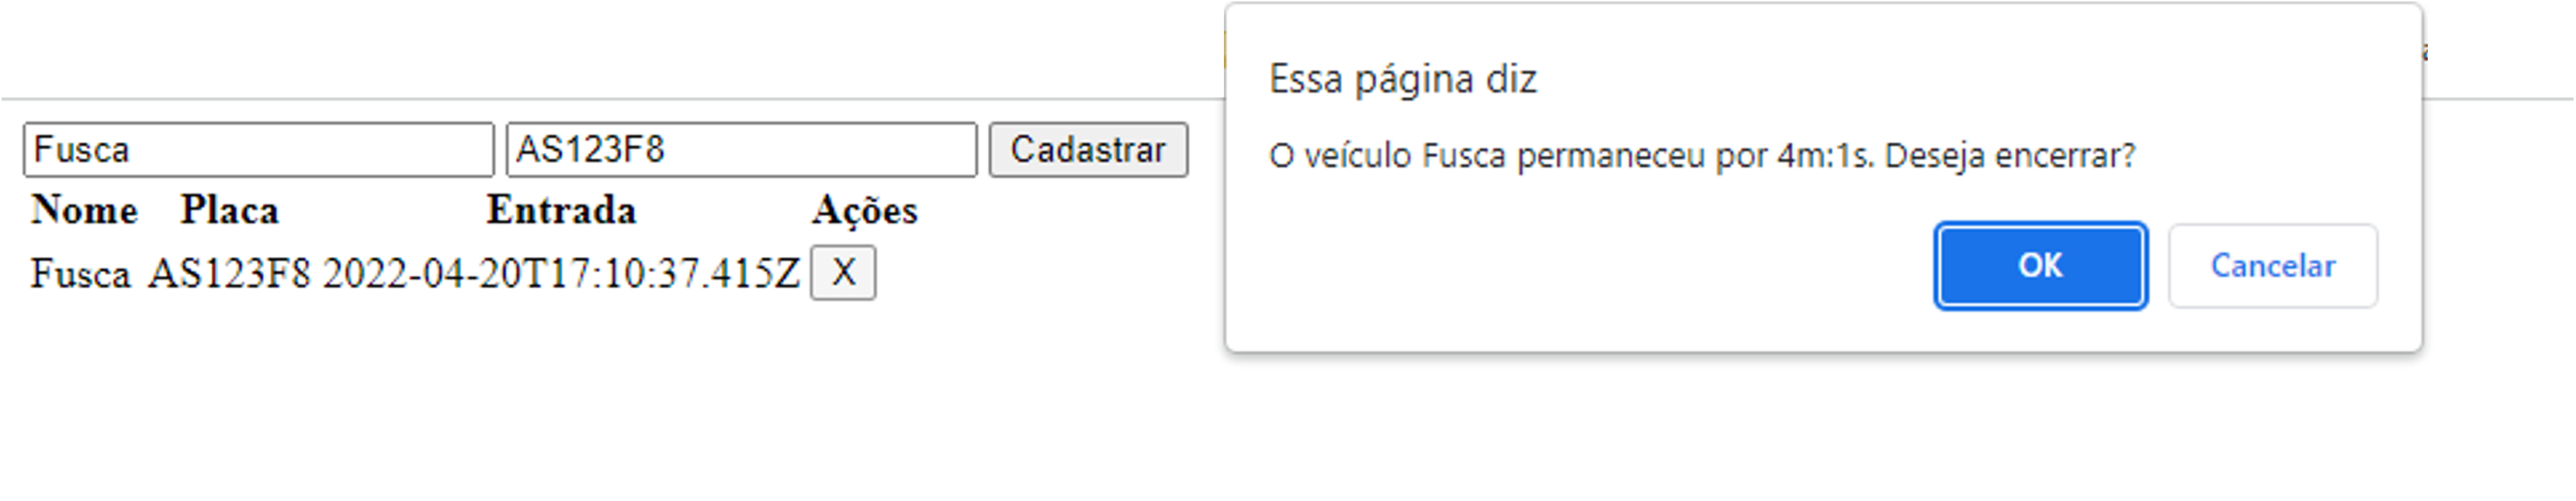 Fusca AS123F8 Cadastrar
Nome Placa Entrada Ações
Fusca AS123F8 2022-04-20T17:10:37.415Z X
Essa página diz
O veículo Fusca permaneceu por 4m:1s. Deseja encerrar?
OK Cancelar